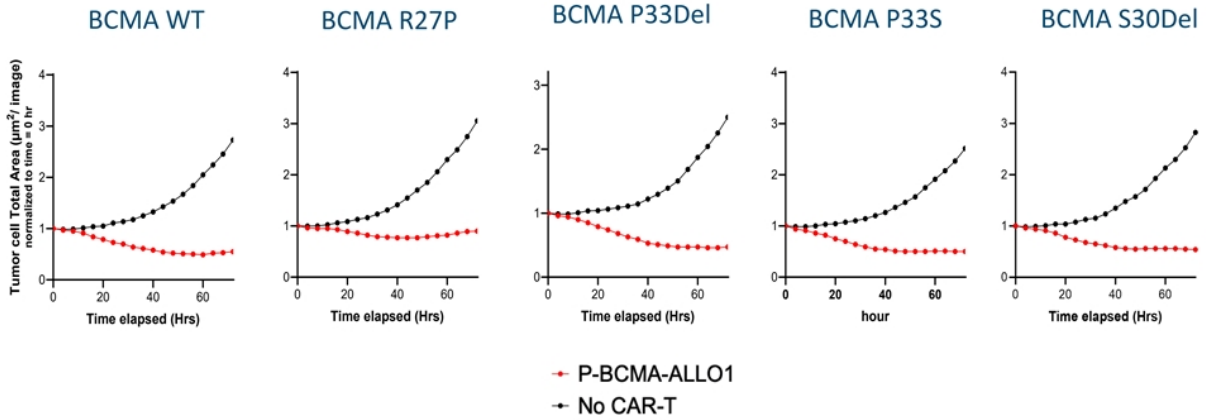 BCMA WT
BCMA R27P
BCMA P33Del
BCMA P33S
BCMA S30Del
Tumor cell Total Area (µm²/ image)
normalized to time = 0 hr
4
3
2
1
0
0 20 40 60
Time elapsed (Hrs)
4
3
2
1
0
0 20 40 60
Time elapsed (Hrs)
3
2
1
0
0 20 40 60
Time elapsed (Hrs)
4
3
2
1
0
0 20 40 60
hour
4
3
2
1
0
0 20 40 60
Time elapsed (Hrs)
P-BCMA-ALLO1
No CAR-T